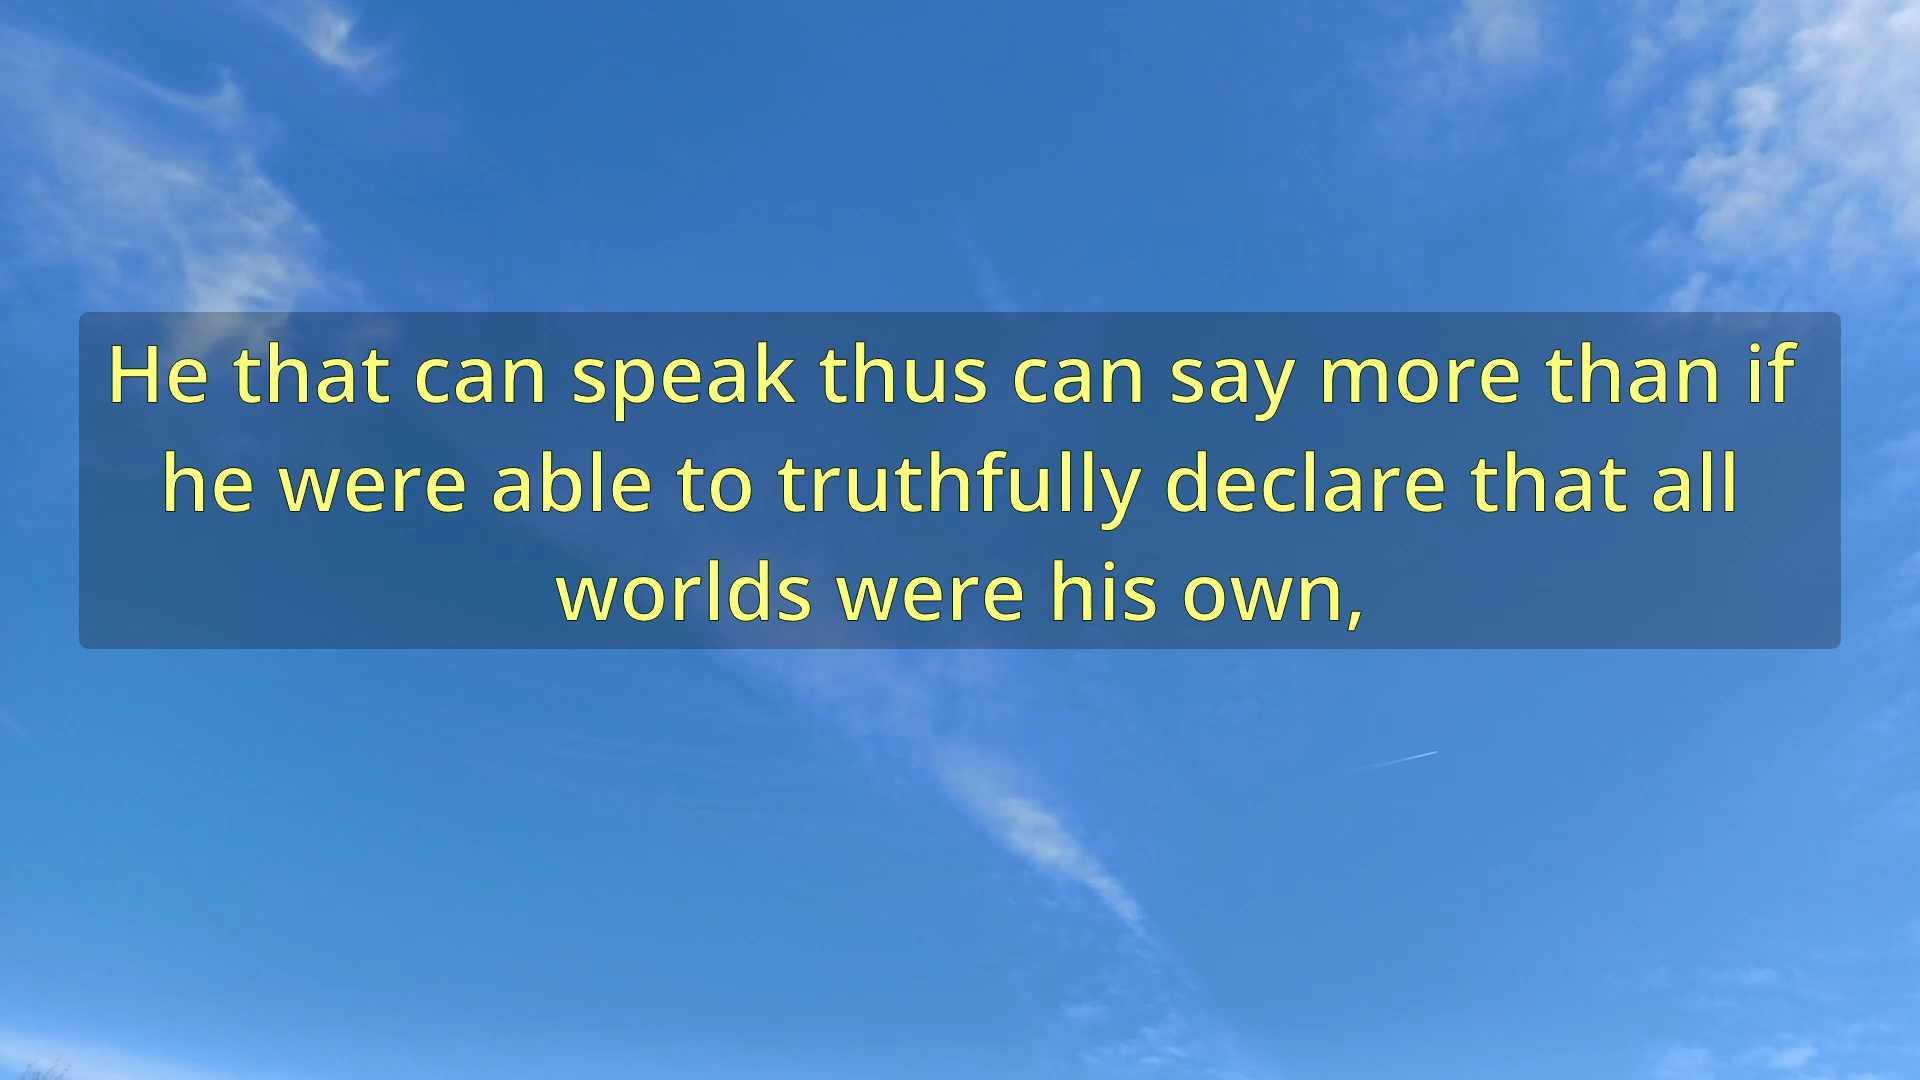 He that can speak thus can say more than if
he were able to truthfully declare that all
worlds were his own,